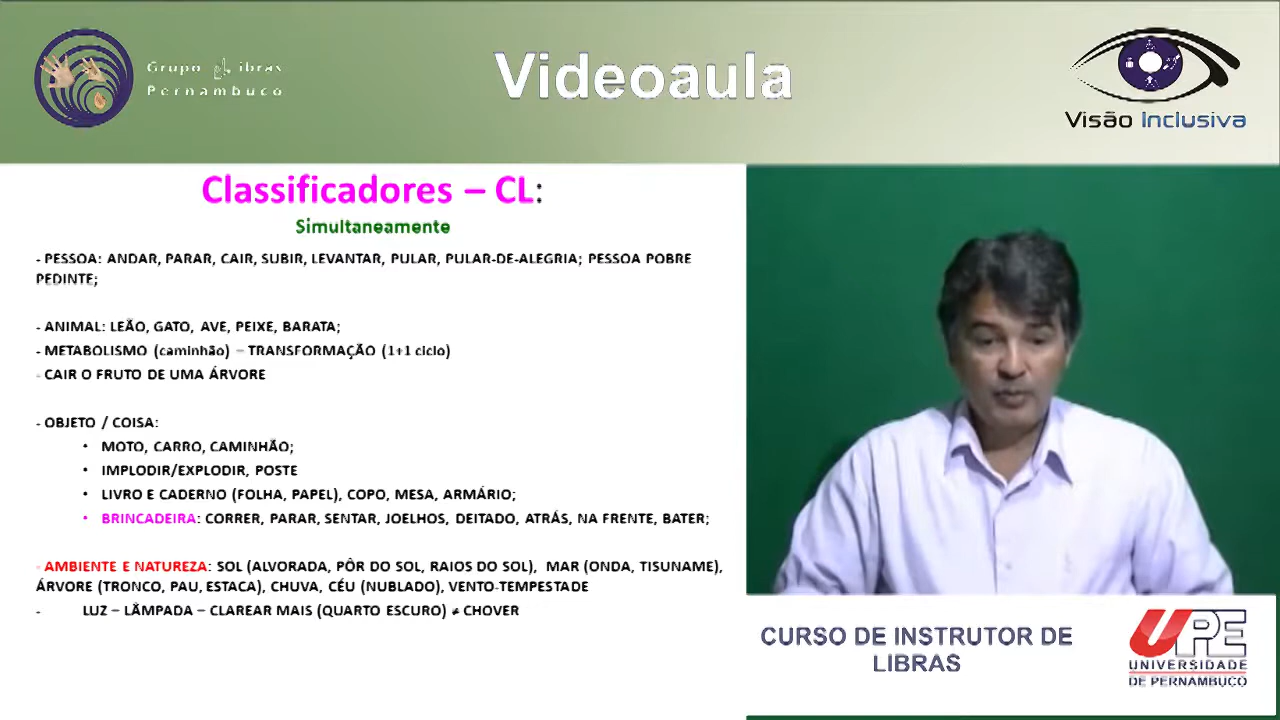 Grupo Libras
Pernambuco
Videoaula
Visão Inclusiva
Classificadores – CL:
Simultaneamente
- PESSOA: ANDAR, PARAR, CAIR, SUBIR, LEVANTAR, PULAR, PULAR-DE-ALEGRIA; PESSOA POBRE
PEDINTE;
- ANIMAL: LEÃO, GATO, AVE, PEIXE, BARATA;
- METABOLISMO (caminhão) – TRANSFORMAÇÃO (1+1 ciclo)
- CAIR O FRUTO DE UMA ÁRVORE
- OBJETO / COISA:
• MOTO, CARRO, CAMINHÃO;
• IMPLODIR/EXPLODIR, POSTE
• LIVRO E CADERNO (FOLHA, PAPEL), COPO, MESA, ARMÁRIO;
• BRINCADEIRA: CORRER, PARAR, SENTAR, JOELHOS, DEITADO, ATRÁS, NA FRENTE, BATER;
- AMBIENTE E NATUREZA: SOL (ALVORADA, PÔR DO SOL, RAIOS DO SOL), MAR (ONDA, TISUNAME),
ÁRVORE (TRONCO, PAU, ESTACA), CHUVA, CÉU (NUBLADO), VENTO-TEMPESTADE
- LUZ – LÂMPADA – CLAREAR MAIS (QUARTO ESCURO) ≠ CHOVER
CURSO DE INSTRUTOR DE
LIBRAS
UPE
UNIVERSIDADE
DE PERNAMBUCO